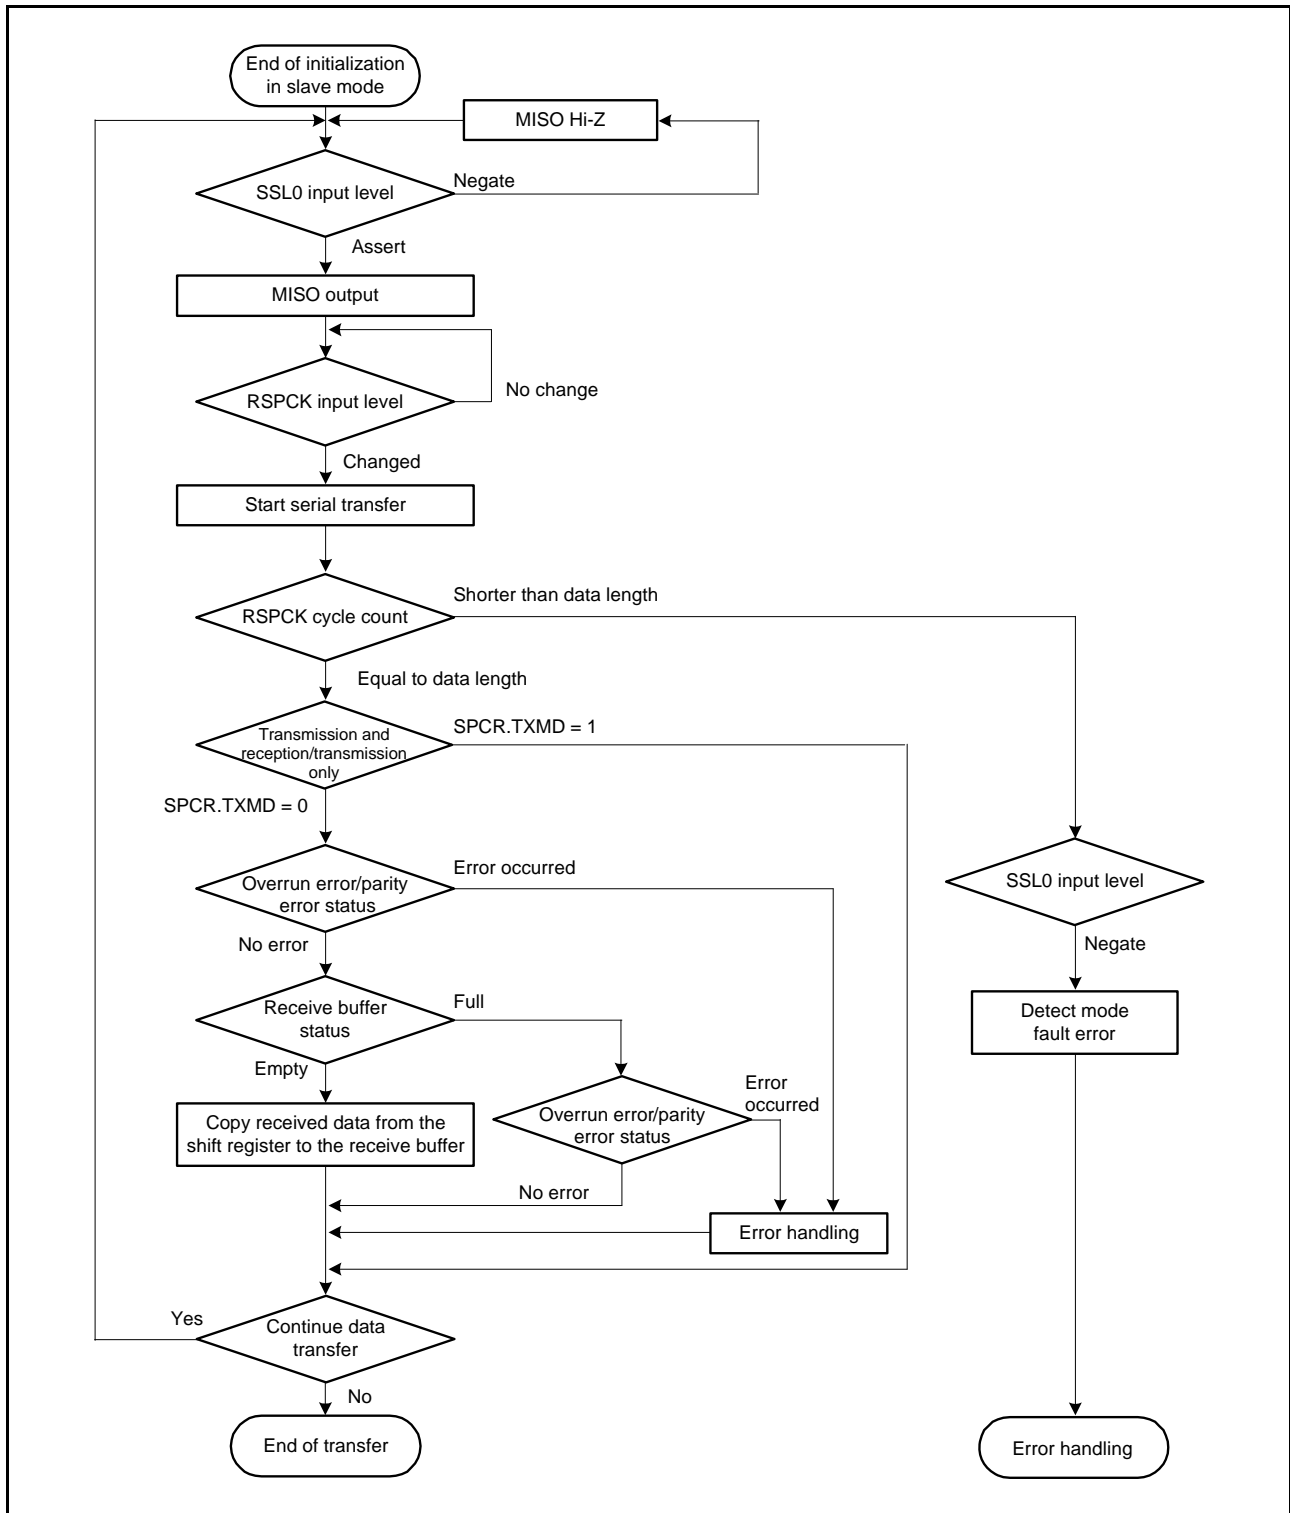 End of initialization
in slave mode
MISO Hi-Z
SSL0 input level
Negate
Assert
MISO output
RSPCK input level
No change
Changed
Start serial transfer
RSPCK cycle count
Shorter than data length
Equal to data length
Transmission and
reception/transmission
only
SPCR.TXMD = 1
SPCR.TXMD = 0
Overrun error/parity
error status
Error occurred
SSL0 input level
No error
Negate
Receive buffer
status
Full
Detect mode
fault error
Empty
Copy received data from the
shift register to the receive buffer
Overrun error/parity
error status
Error
occurred
No error
Error handling
Yes
Continue data
transfer
No
End of transfer
Error handling